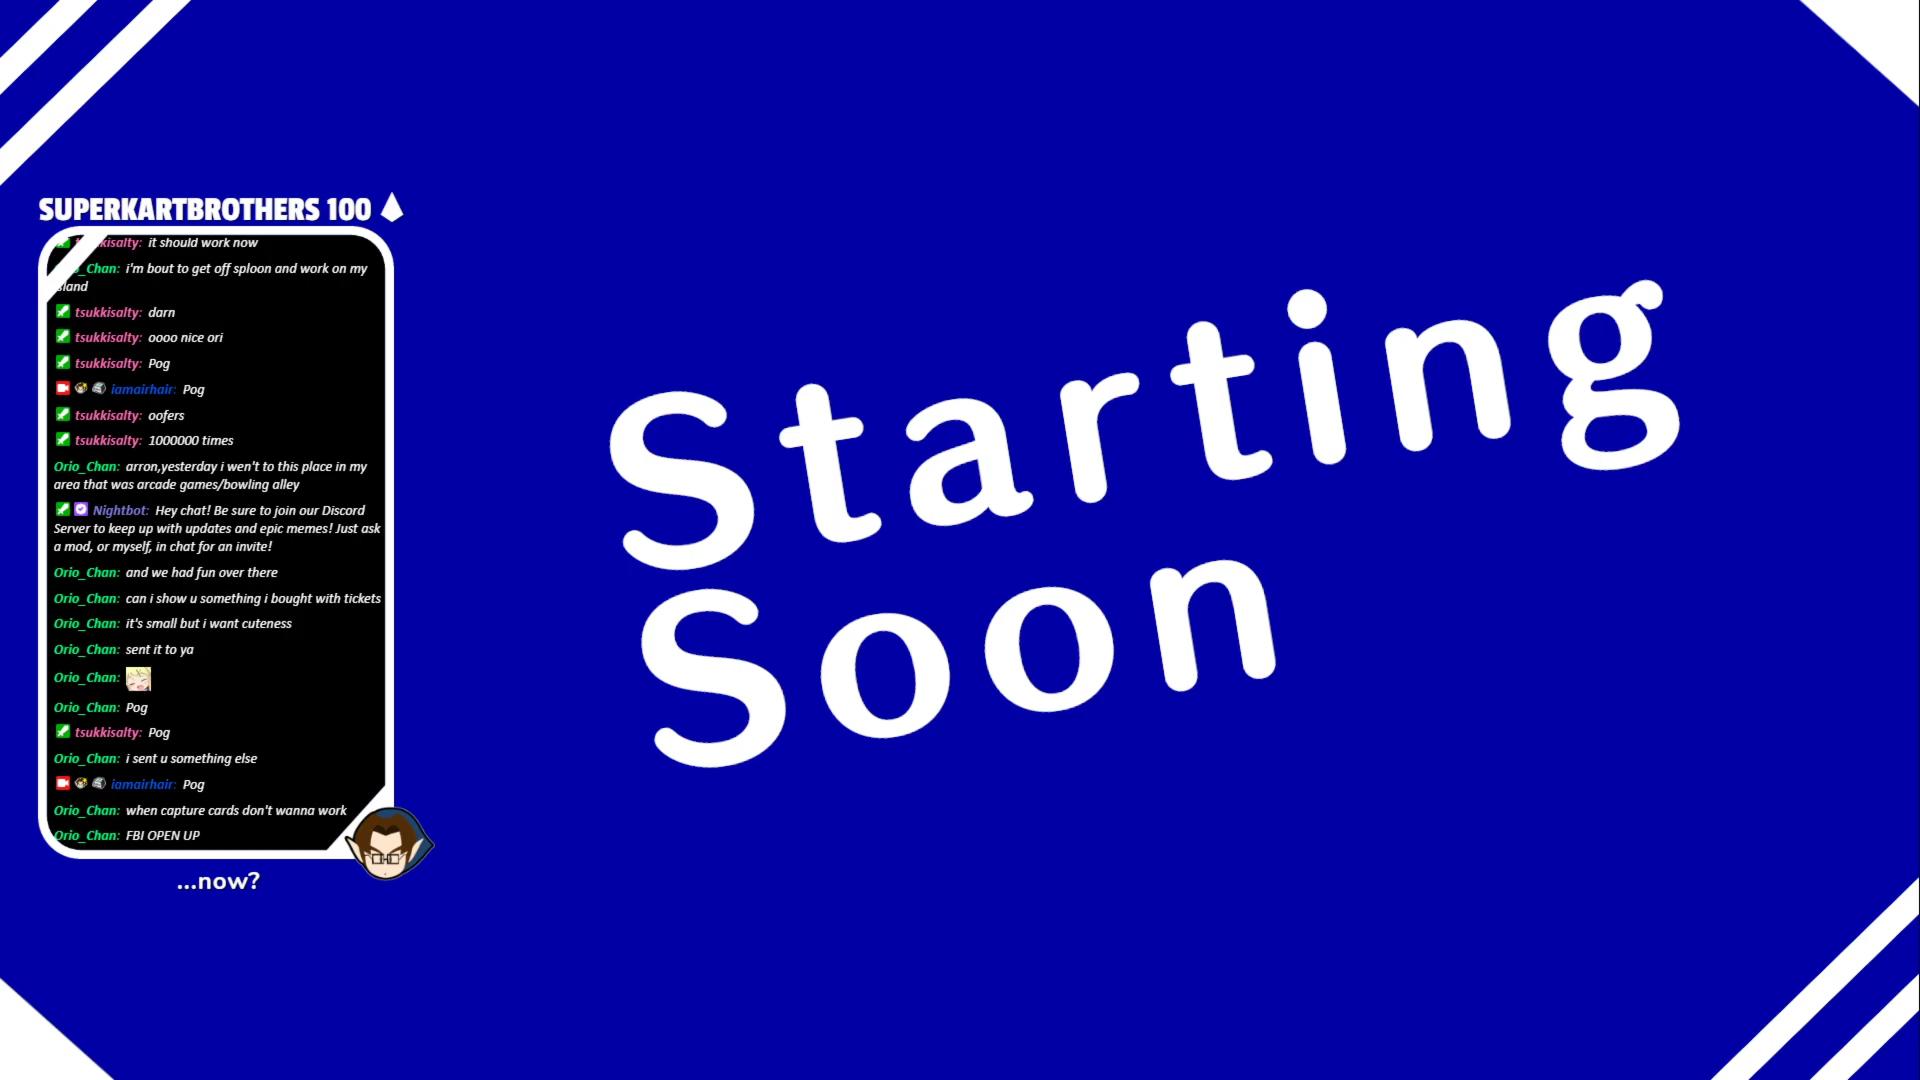 SUPERKARTBROTHERS 100
kisalty: it should work now
_Chan: i'm bout to get off sploon and work on my
sland
tsukkisalty: darn
tsukkisalty: oooo nice ori
tsukkisalty: Pog
iamairhair: Pog
tsukkisalty: oofers
tsukkisalty: 1000000 times
Orio_Chan: arron,yesterday i wen't to this place in my
area that was arcade games/bowling alley
Nightbot: Hey chat! Be sure to join our Discord
Server to keep up with updates and epic memes! Just ask
a mod, or myself, in chat for an invite!
Orio_Chan: and we had fun over there
Orio_Chan: can i show u something i bought with tickets
Orio_Chan: it's small but i want cuteness
Orio_Chan: sent it to ya
Orio_Chan:
Orio_Chan: Pog
tsukkisalty: Pog
Orio_Chan: i sent u something else
iamairhair: Pog
Orio_Chan: when capture cards don't wanna work
Orio_Chan: FBI OPEN UP
...now?
Starting
Soon